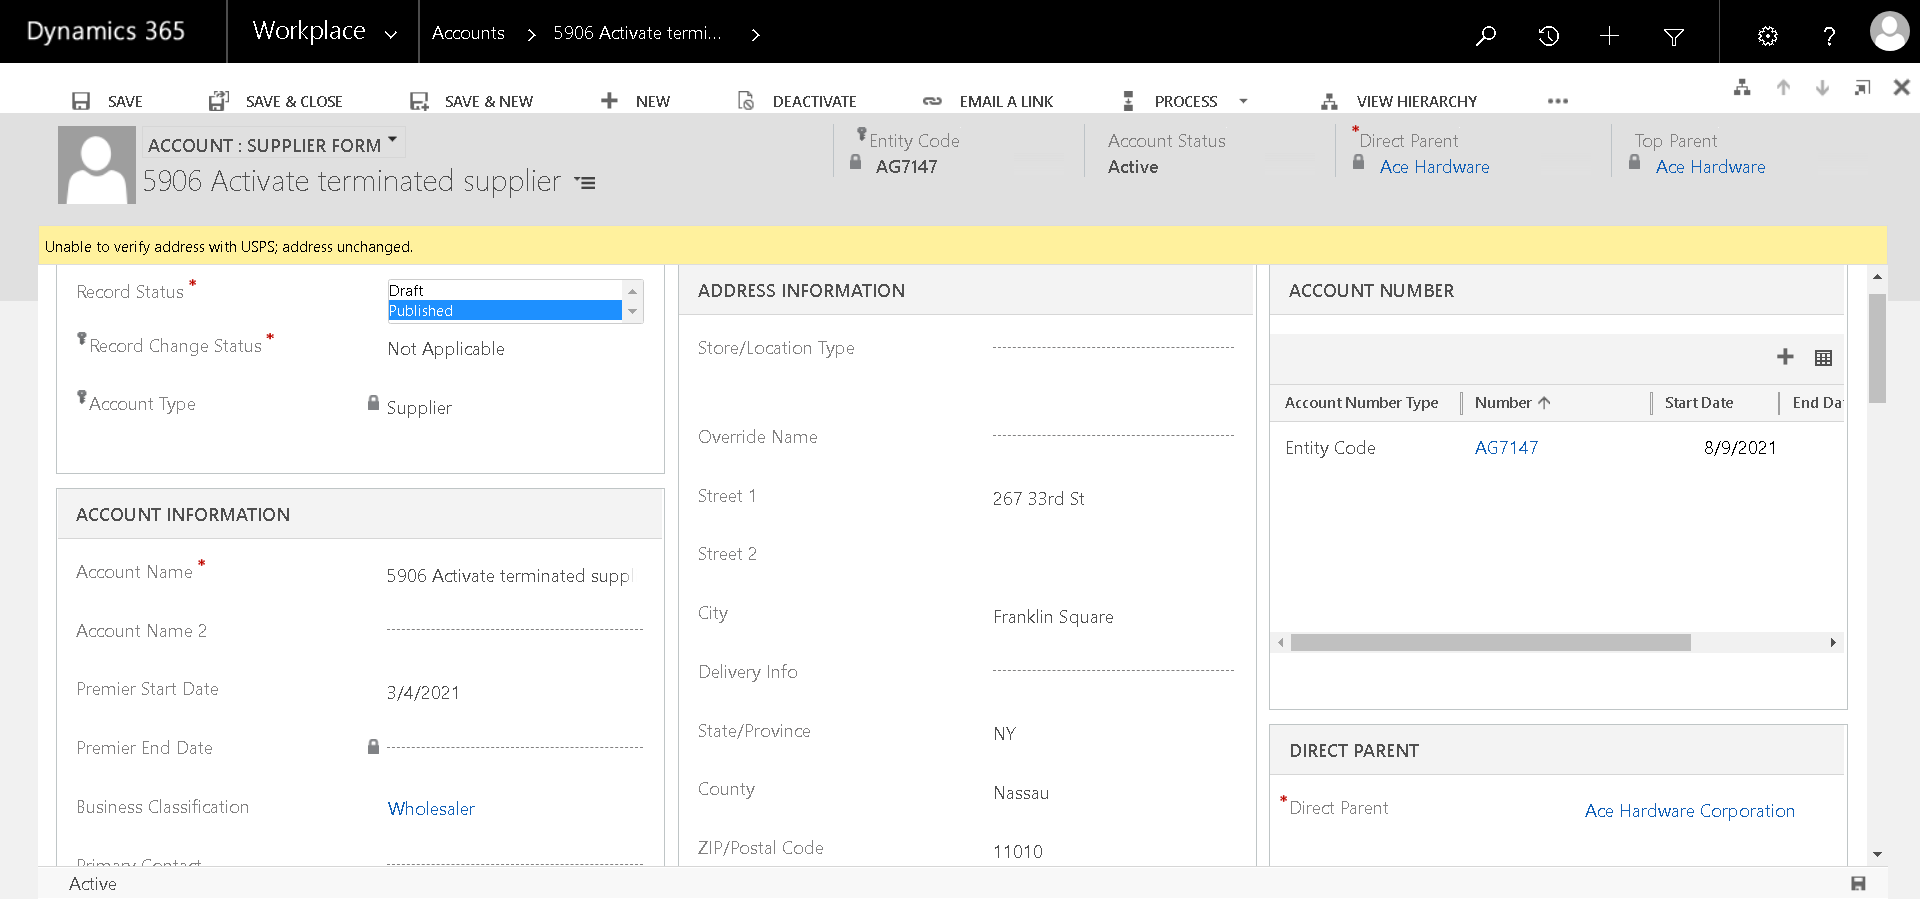 Dynamics 365
Workplace
Accounts
5906 Activate termi...
SAVE
SAVE & CLOSE
SAVE & NEW
NEW
DEACTIVATE
EMAIL A LINK
PROCESS
VIEW HIERARCHY
ACCOUNT : SUPPLIER FORM
5906 Activate terminated supplier
Entity Code
AG7147
Account Status
Active
*Direct Parent
Ace Hardware
Top Parent
Ace Hardware
Unable to verify address with USPS; address unchanged.
Record Status *
Draft
Published
Record Change Status *
Not Applicable
Account Type
Supplier
ACCOUNT INFORMATION
Account Name *
5906 Activate terminated suppl
Account Name 2
Premier Start Date
3/4/2021
Premier End Date
Business Classification
Wholesaler
Primary Contact
ADDRESS INFORMATION
Store/Location Type
Override Name
Street 1
267 33rd St
Street 2
City
Franklin Square
Delivery Info
State/Province
NY
County
Nassau
ZIP/Postal Code
11010
ACCOUNT NUMBER
Account Number Type
Number
Start Date
End Da
Entity Code
AG7147
8/9/2021
DIRECT PARENT
*Direct Parent
Ace Hardware Corporation
Active